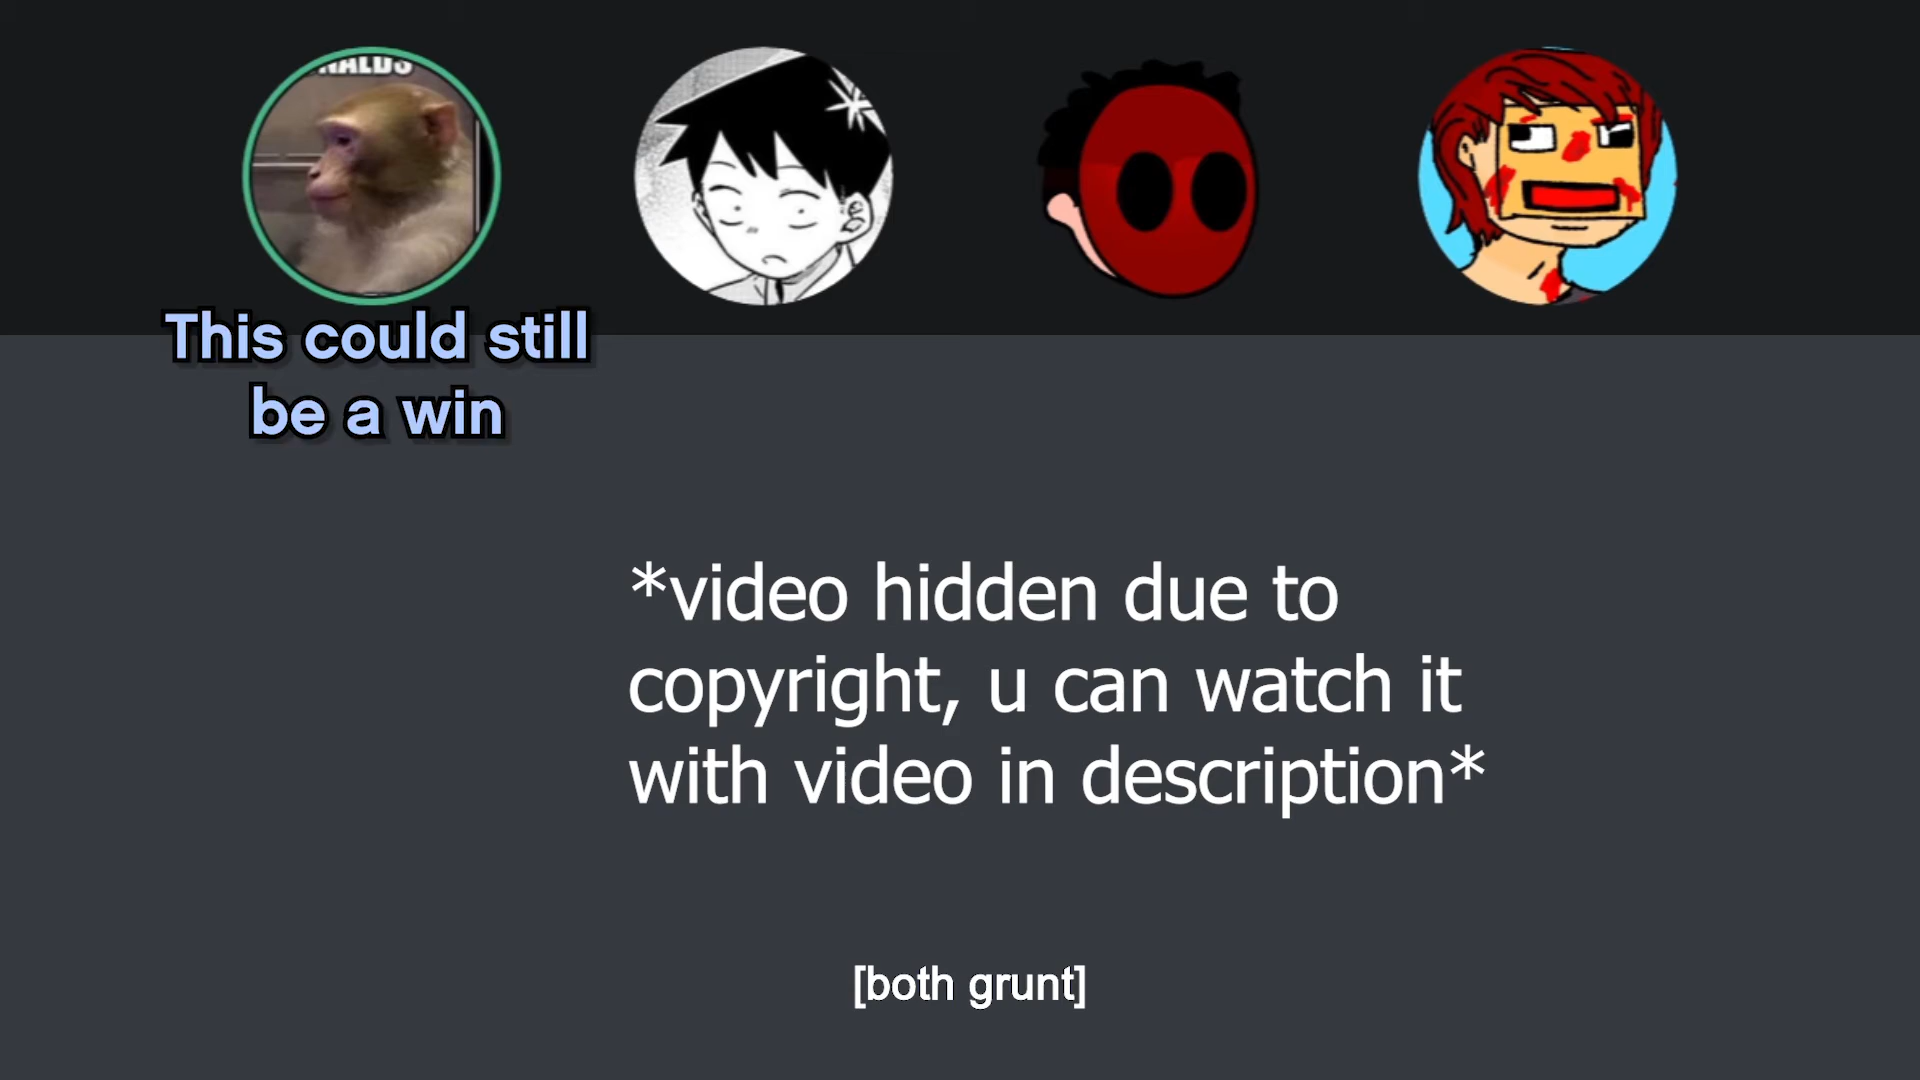 This could still
be a win
*video hidden due to
copyright, u can watch it
with video in description*
[both grunt]